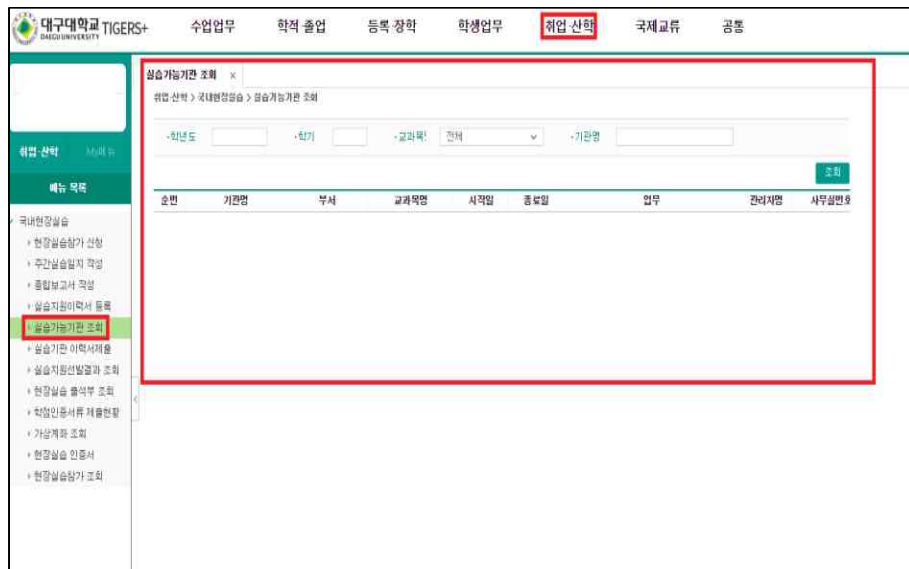 대구대학교 TIGERS+
DAEGU UNIVERSITY
수업업무 학적·졸업 등록·장학 학생업무 취업·산학 국제교류 공통
실습가능기관 조회 x
취업·산학 > 국내현장실습 > 실습가능기관 조회
·학년도 ·학기 ·교과목 전체 ·기관명
조회
순번 기관명 부서 교과목명 시작일 종료일 업무 관리자명 사무실번호
취업·산학 My메뉴
메뉴 목록
국내현장실습
현장실습참가 신청
주간실습일지 작성
종합보고서 작성
실습지원이력서 등록
실습가능기관 조회
실습기관 이력서제출
실습지원선발결과 조회
현장실습 출석부 조회
학점인증서류 제출현황
가상계좌 조회
현장실습 인증서
현장실습참가 조회